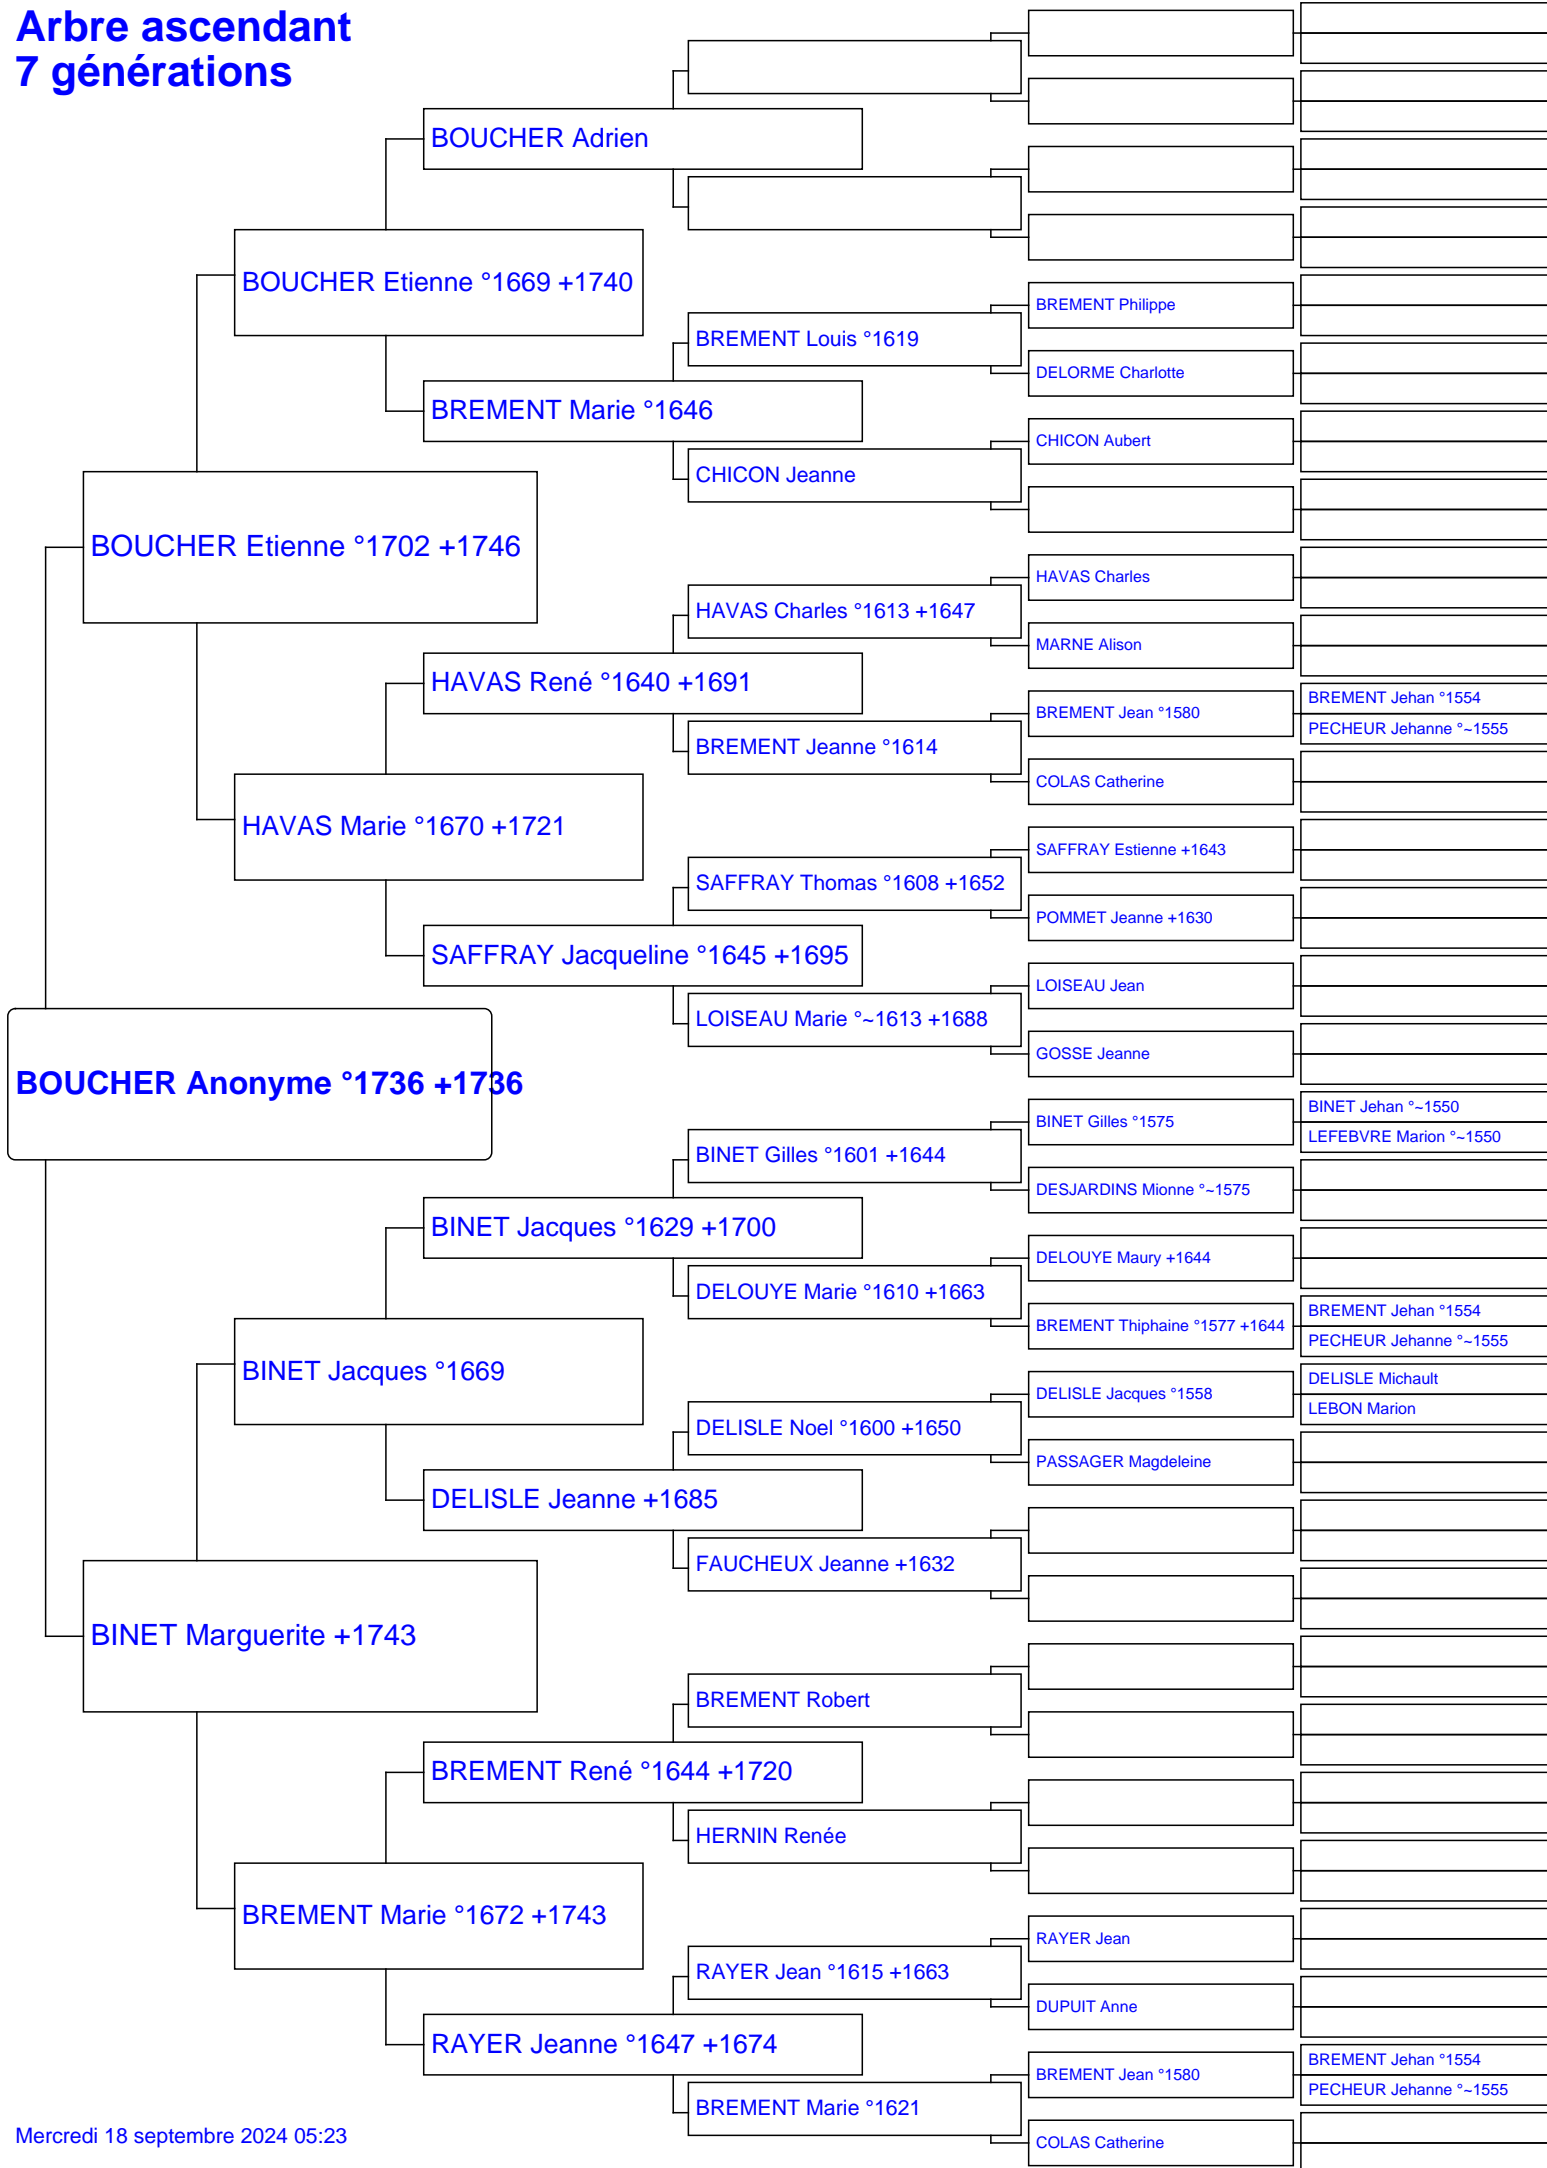 Arbre ascendant
7 générations
BOUCHER Adrien
BOUCHER Etienne °1669 +1740
BREMENT Philippe
BREMENT Louis °1619
DELORME Charlotte
BREMENT Marie °1646
CHICON Aubert
CHICON Jeanne
BOUCHER Etienne °1702 +1746
HAVAS Charles
HAVAS Charles °1613 +1647
MARNE Alison
HAVAS René °1640 +1691
BREMENT Jehan °1554
BREMENT Jean °1580
PECHEUR Jehanne °~1555
BREMENT Jeanne °1614
COLAS Catherine
HAVAS Marie °1670 +1721
SAFFRAY Estienne +1643
SAFFRAY Thomas °1608 +1652
POMMET Jeanne +1630
SAFFRAY Jacqueline °1645 +1695
LOISEAU Jean
LOISEAU Marie °~1613 +1688
GOSSE Jeanne
BOUCHER Anonyme °1736 +1736
BINET Jehan °~1550
BINET Gilles °1575
LEFEBVRE Marion °~1550
BINET Gilles °1601 +1644
DESJARDINS Mionne °~1575
BINET Jacques °1629 +1700
DELOUYE Maury +1644
DELOUYE Marie °1610 +1663
BREMENT Jehan °1554
BREMENT Thiphaine °1577 +1644
PECHEUR Jehanne °~1555
BINET Jacques °1669
DELISLE Michault
DELISLE Jacques °1558
LEBON Marion
DELISLE Noel °1600 +1650
PASSAGER Magdeleine
DELISLE Jeanne +1685
FAUCHEUX Jeanne +1632
BINET Marguerite +1743
BREMENT Robert
BREMENT René °1644 +1720
HERNIN Renée
BREMENT Marie °1672 +1743
RAYER Jean
RAYER Jean °1615 +1663
DUPUIT Anne
RAYER Jeanne °1647 +1674
BREMENT Jehan °1554
BREMENT Jean °1580
PECHEUR Jehanne °~1555
BREMENT Marie °1621
COLAS Catherine
Mercredi 18 septembre 2024 05:23